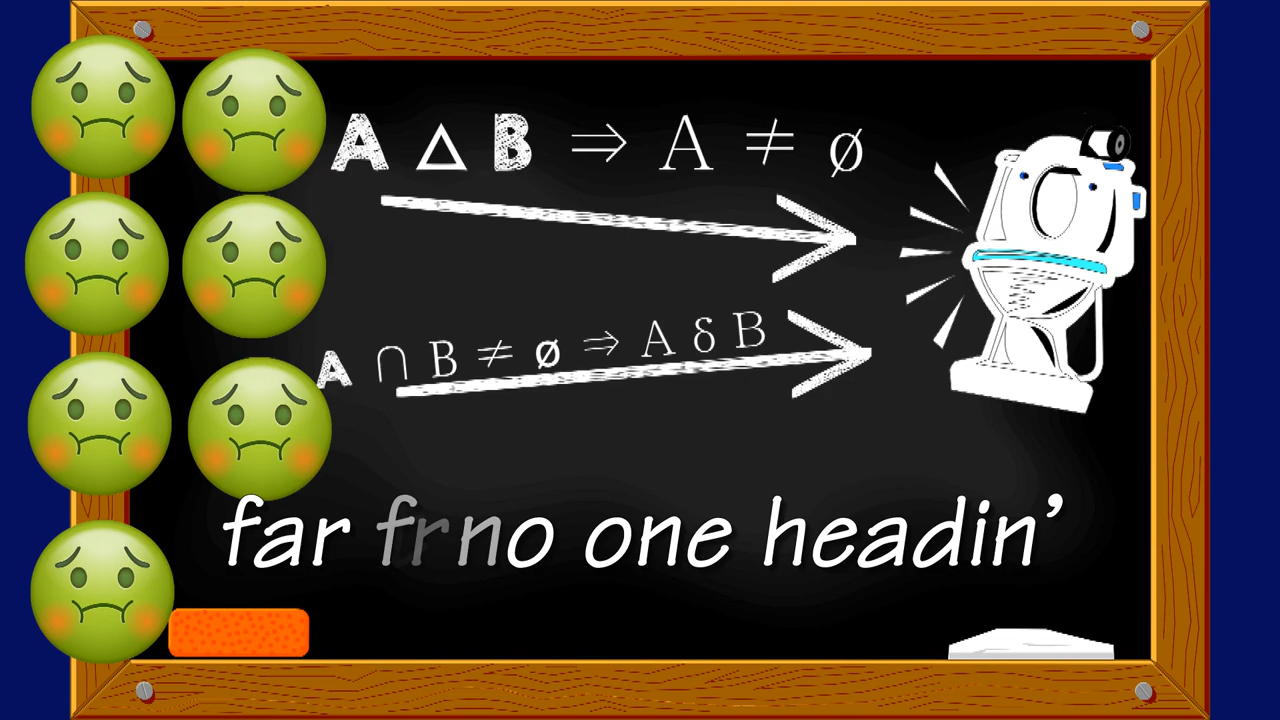 A △ B ⇒ A ≠ ø
A ∩ B ≠ ø ⇒ A δ B
far frno one headin’